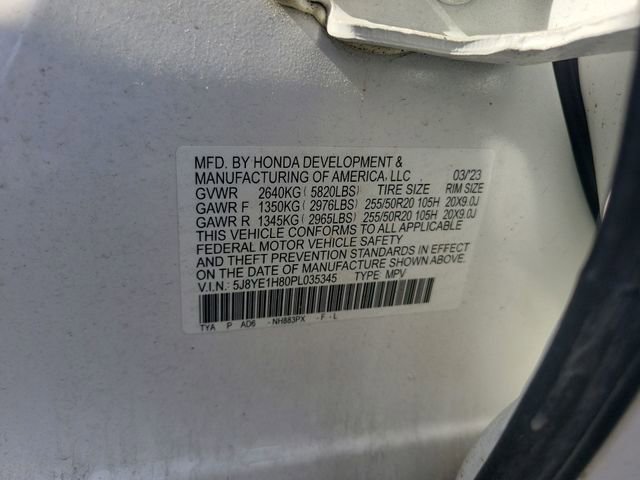 MFD. BY HONDA DEVELOPMENT &
MANUFACTURING OF AMERICA, LLC 03/'23
GVWR 2640KG ( 5820LBS) TIRE SIZE RIM SIZE
GAWR F 1350KG ( 2976LBS) 255/50R20 105H 20X9.0J
GAWR R 1345KG ( 2965LBS) 255/50R20 105H 20X9.0J
THIS VEHICLE CONFORMS TO ALL APPLICABLE
FEDERAL MOTOR VEHICLE SAFETY
AND THEFT PREVENTION STANDARDS IN EFFECT
ON THE DATE OF MANUFACTURE SHOWN ABOVE.
V.I.N.: 5J8YE1H80PL035345 TYPE: MPV
TYA P AD6 -NH883PX -F-L